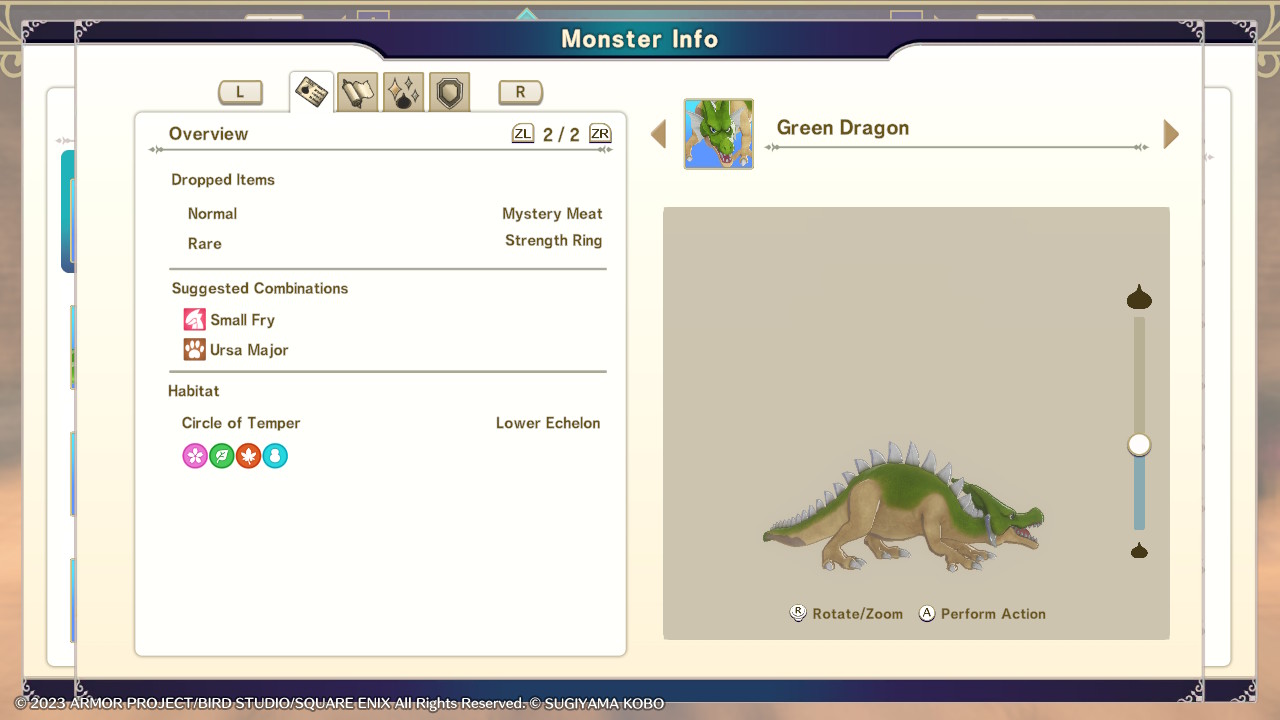 Monster Info
L
R
Overview
ZL 2 / 2 ZR
Green Dragon
Dropped Items
Normal Mystery Meat
Rare Strength Ring
Suggested Combinations
Small Fry
Ursa Major
Habitat
Circle of Temper Lower Echelon
R Rotate/Zoom A Perform Action
© 2023 ARMOR PROJECT/BIRD STUDIO/SQUARE ENIX All Rights Reserved. © SUGIYAMA KOBO